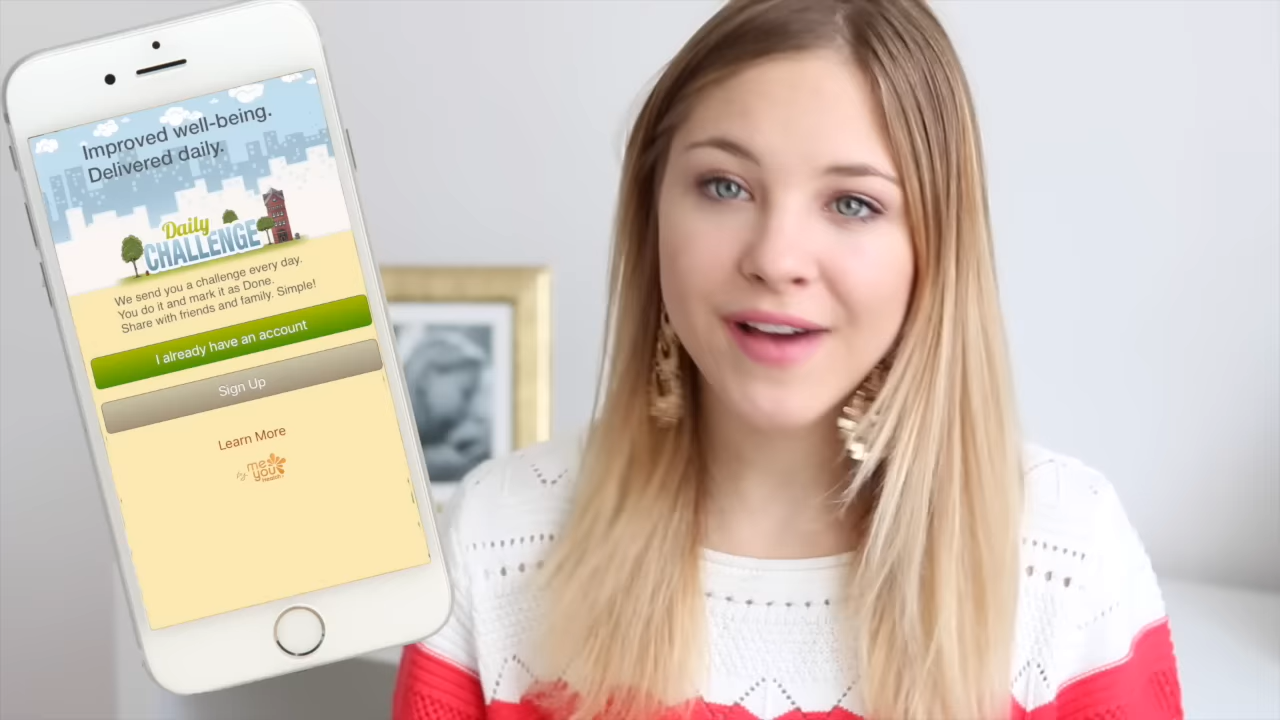 Improved well-being.
Delivered daily.
Daily
CHALLENGE
We send you a challenge every day.
You do it and mark it as Done.
Share with friends and family. Simple!
I already have an account
Sign Up
Learn More
by me
you
Health